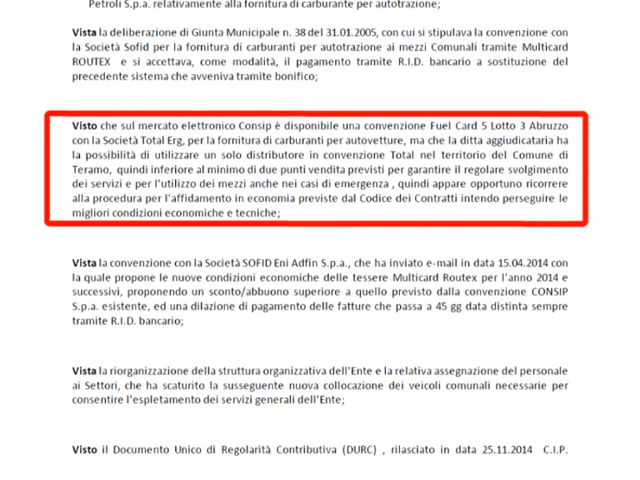 Petroli S.p.a. relativamente alla fornitura di carburante per autotrazione;
Vista la deliberazione di Giunta Municipale n. 38 del 31.01.2005, con cui si stipulava la convenzione con
la Società Sofid per la fornitura di carburanti per autotrazione ai mezzi Comunali tramite Multicard
ROUTEX e si accettava, come modalità, il pagamento tramite R.I.D. bancario a sostituzione del
precedente sistema che avveniva tramite bonifico;
Visto che sul mercato elettronico Consip è disponibile una convenzione Fuel Card 5 Lotto 3 Abruzzo
con la Società Total Erg, per la fornitura di carburanti per autovetture, ma che la ditta aggiudicataria ha
la possibilità di utilizzare un solo distributore in convenzione Total nel territorio del Comune di
Teramo, quindi inferiore al minimo di due punti vendita previsti per garantire il regolare svolgimento
dei servizi e per l'utilizzo dei mezzi anche nei casi di emergenza , quindi appare opportuno ricorrere
alla procedura per l'affidamento in economia previste dal Codice dei Contratti intendo perseguire le
migliori condizioni economiche e tecniche;
Vista la convenzione con la Società SOFID Eni Adfin S.p.a., che ha inviato e-mail in data 15.04.2014 con
la quale propone le nuove condizioni economiche delle tessere Multicard Routex per l'anno 2014 e
successivi, proponendo un sconto/abbuono superiore a quello previsto dalla convenzione CONSIP
S.p.a. esistente, ed una dilazione di pagamento delle fatture che passa a 45 gg data distinta sempre
tramite R.I.D. bancario;
Vista la riorganizzazione della struttura organizzativa dell'Ente e la relativa assegnazione del personale
ai Settori, che ha scaturito la susseguente nuova collocazione dei veicoli comunali necessarie per
consentire l'espletamento dei servizi generali dell'Ente;
Visto il Documento Unico di Regolarità Contributiva (DURC) , rilasciato in data 25.11.2014 C.I.P.